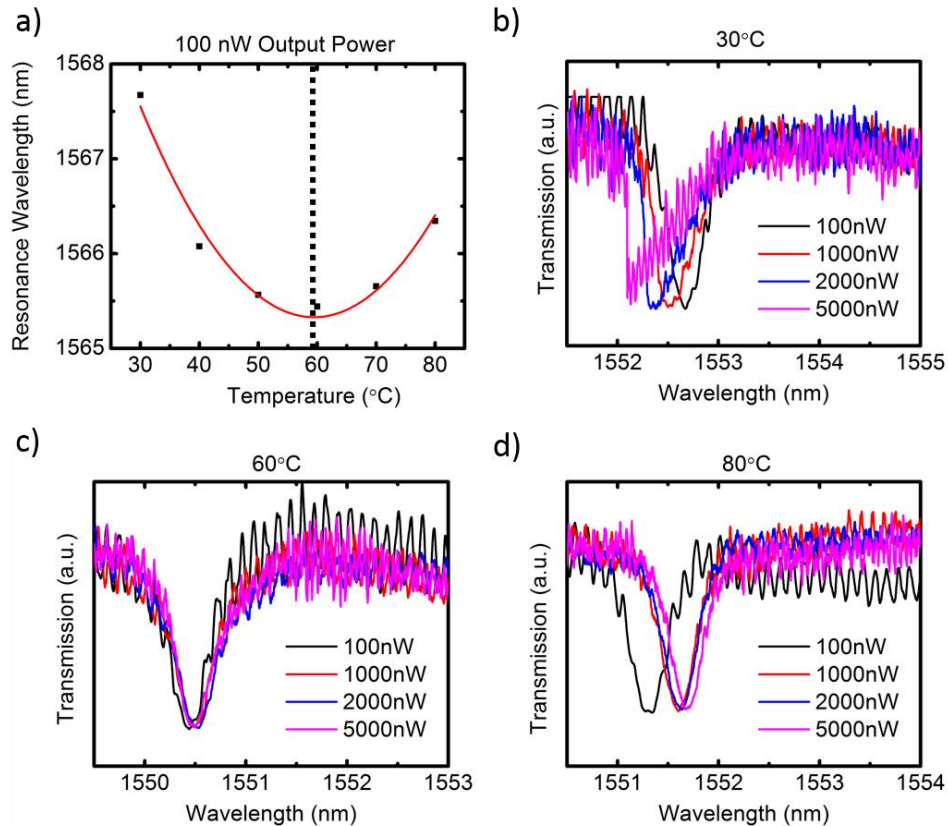 a)
100 nW Output Power
1568
1567
1566
1565
Resonance Wavelength (nm)
30 40 50 60 70 80
Temperature (°C)
b)
30°C
Transmission (a.u.)
100nW
1000nW
2000nW
5000nW
1552 1553 1554 1555
Wavelength (nm)
c)
60°C
Transmission (a.u.)
100nW
1000nW
2000nW
5000nW
1550 1551 1552 1553
Wavelength (nm)
d)
80°C
Transmission (a.u.)
100nW
1000nW
2000nW
5000nW
1551 1552 1553 1554
Wavelength (nm)